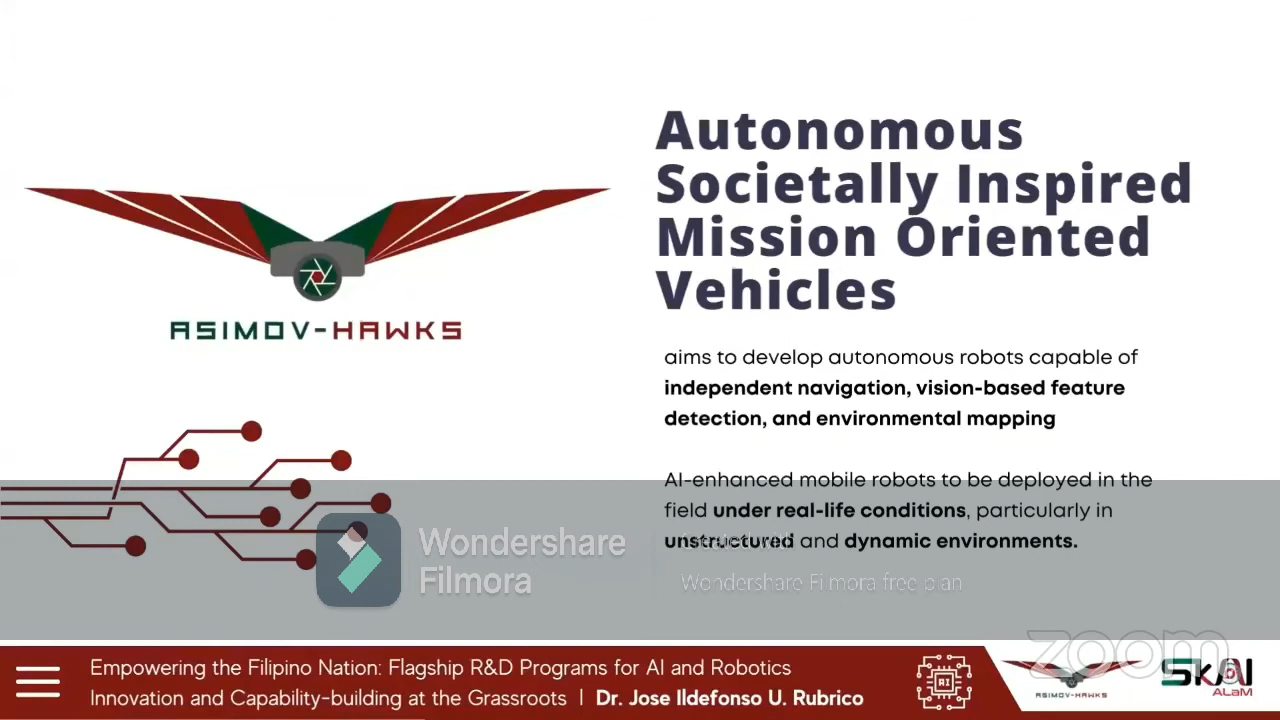 Autonomous
Societally Inspired
Mission Oriented
Vehicles
ASIMOV-HAWKS
aims to develop autonomous robots capable of
independent navigation, vision-based feature
detection, and environmental mapping
AI-enhanced mobile robots to be deployed in the
field under real-life conditions, particularly in
unstructured and dynamic environments.
Wondershare
Filmora
Created with
Wondershare Filmora free plan
zoom
Empowering the Filipino Nation: Flagship R&D Programs for AI and Robotics
Innovation and Capability-building at the Grassroots | Dr. Jose Ildefonso U. Rubrico
AI
ASIMOV-HAWKS
SkAI
ALaM